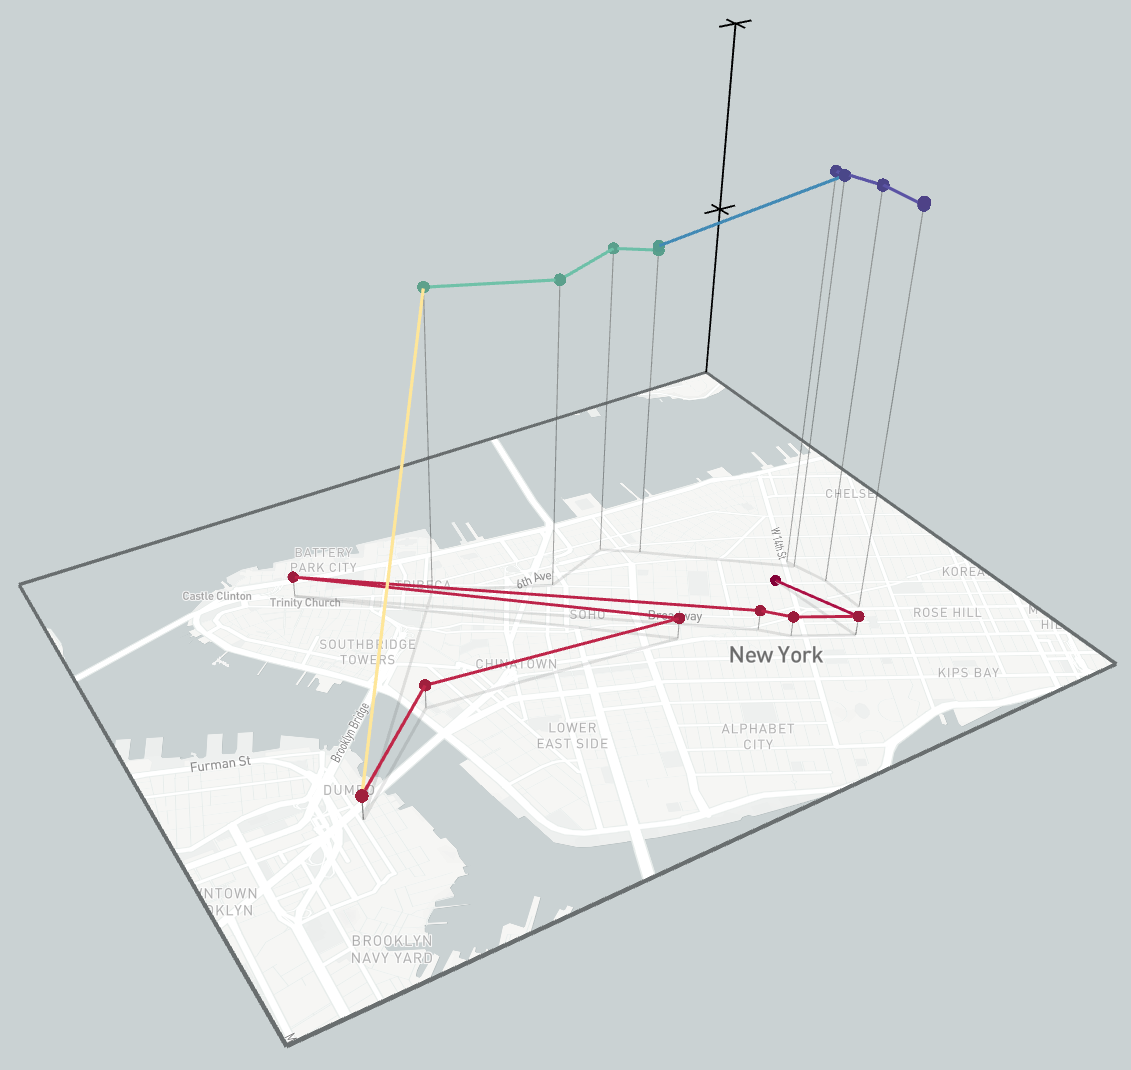 CHELSE
W 14th St
BATTERY
PARK CITY
KOREA
TRIBECA
6th Ave
Castle Clinton
Trinity Church
SOHO
Broadway
ROSE HILL
HIL
SOUTHBRIDGE
TOWERS
New York
CHINATOWN
KIPS BAY
Brooklyn Bridge
LOWER
EAST SIDE
ALPHABET
CITY
Furman St
DUMBO
NTOWN
OKLYN
BROOKLYN
NAVY YARD